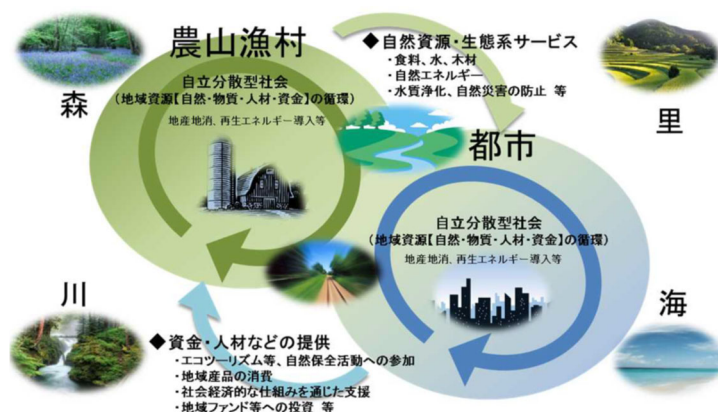 農山漁村
森
自立分散型社会
(地域資源【自然・物質・人材・資金】の循環)
地産地消、再生エネルギー導入等
◆自然資源・生態系サービス
・食料、水、木材
・自然エネルギー
・水質浄化、自然災害の防止 等
里
都市
自立分散型社会
(地域資源【自然・物質・人材・資金】の循環)
地産地消、再生エネルギー導入等
川
海
◆資金・人材などの提供
・エコツーリズム等、自然保全活動への参加
・地域産品の消費
・社会経済的な仕組みを通じた支援
・地域ファンド等への投資 等